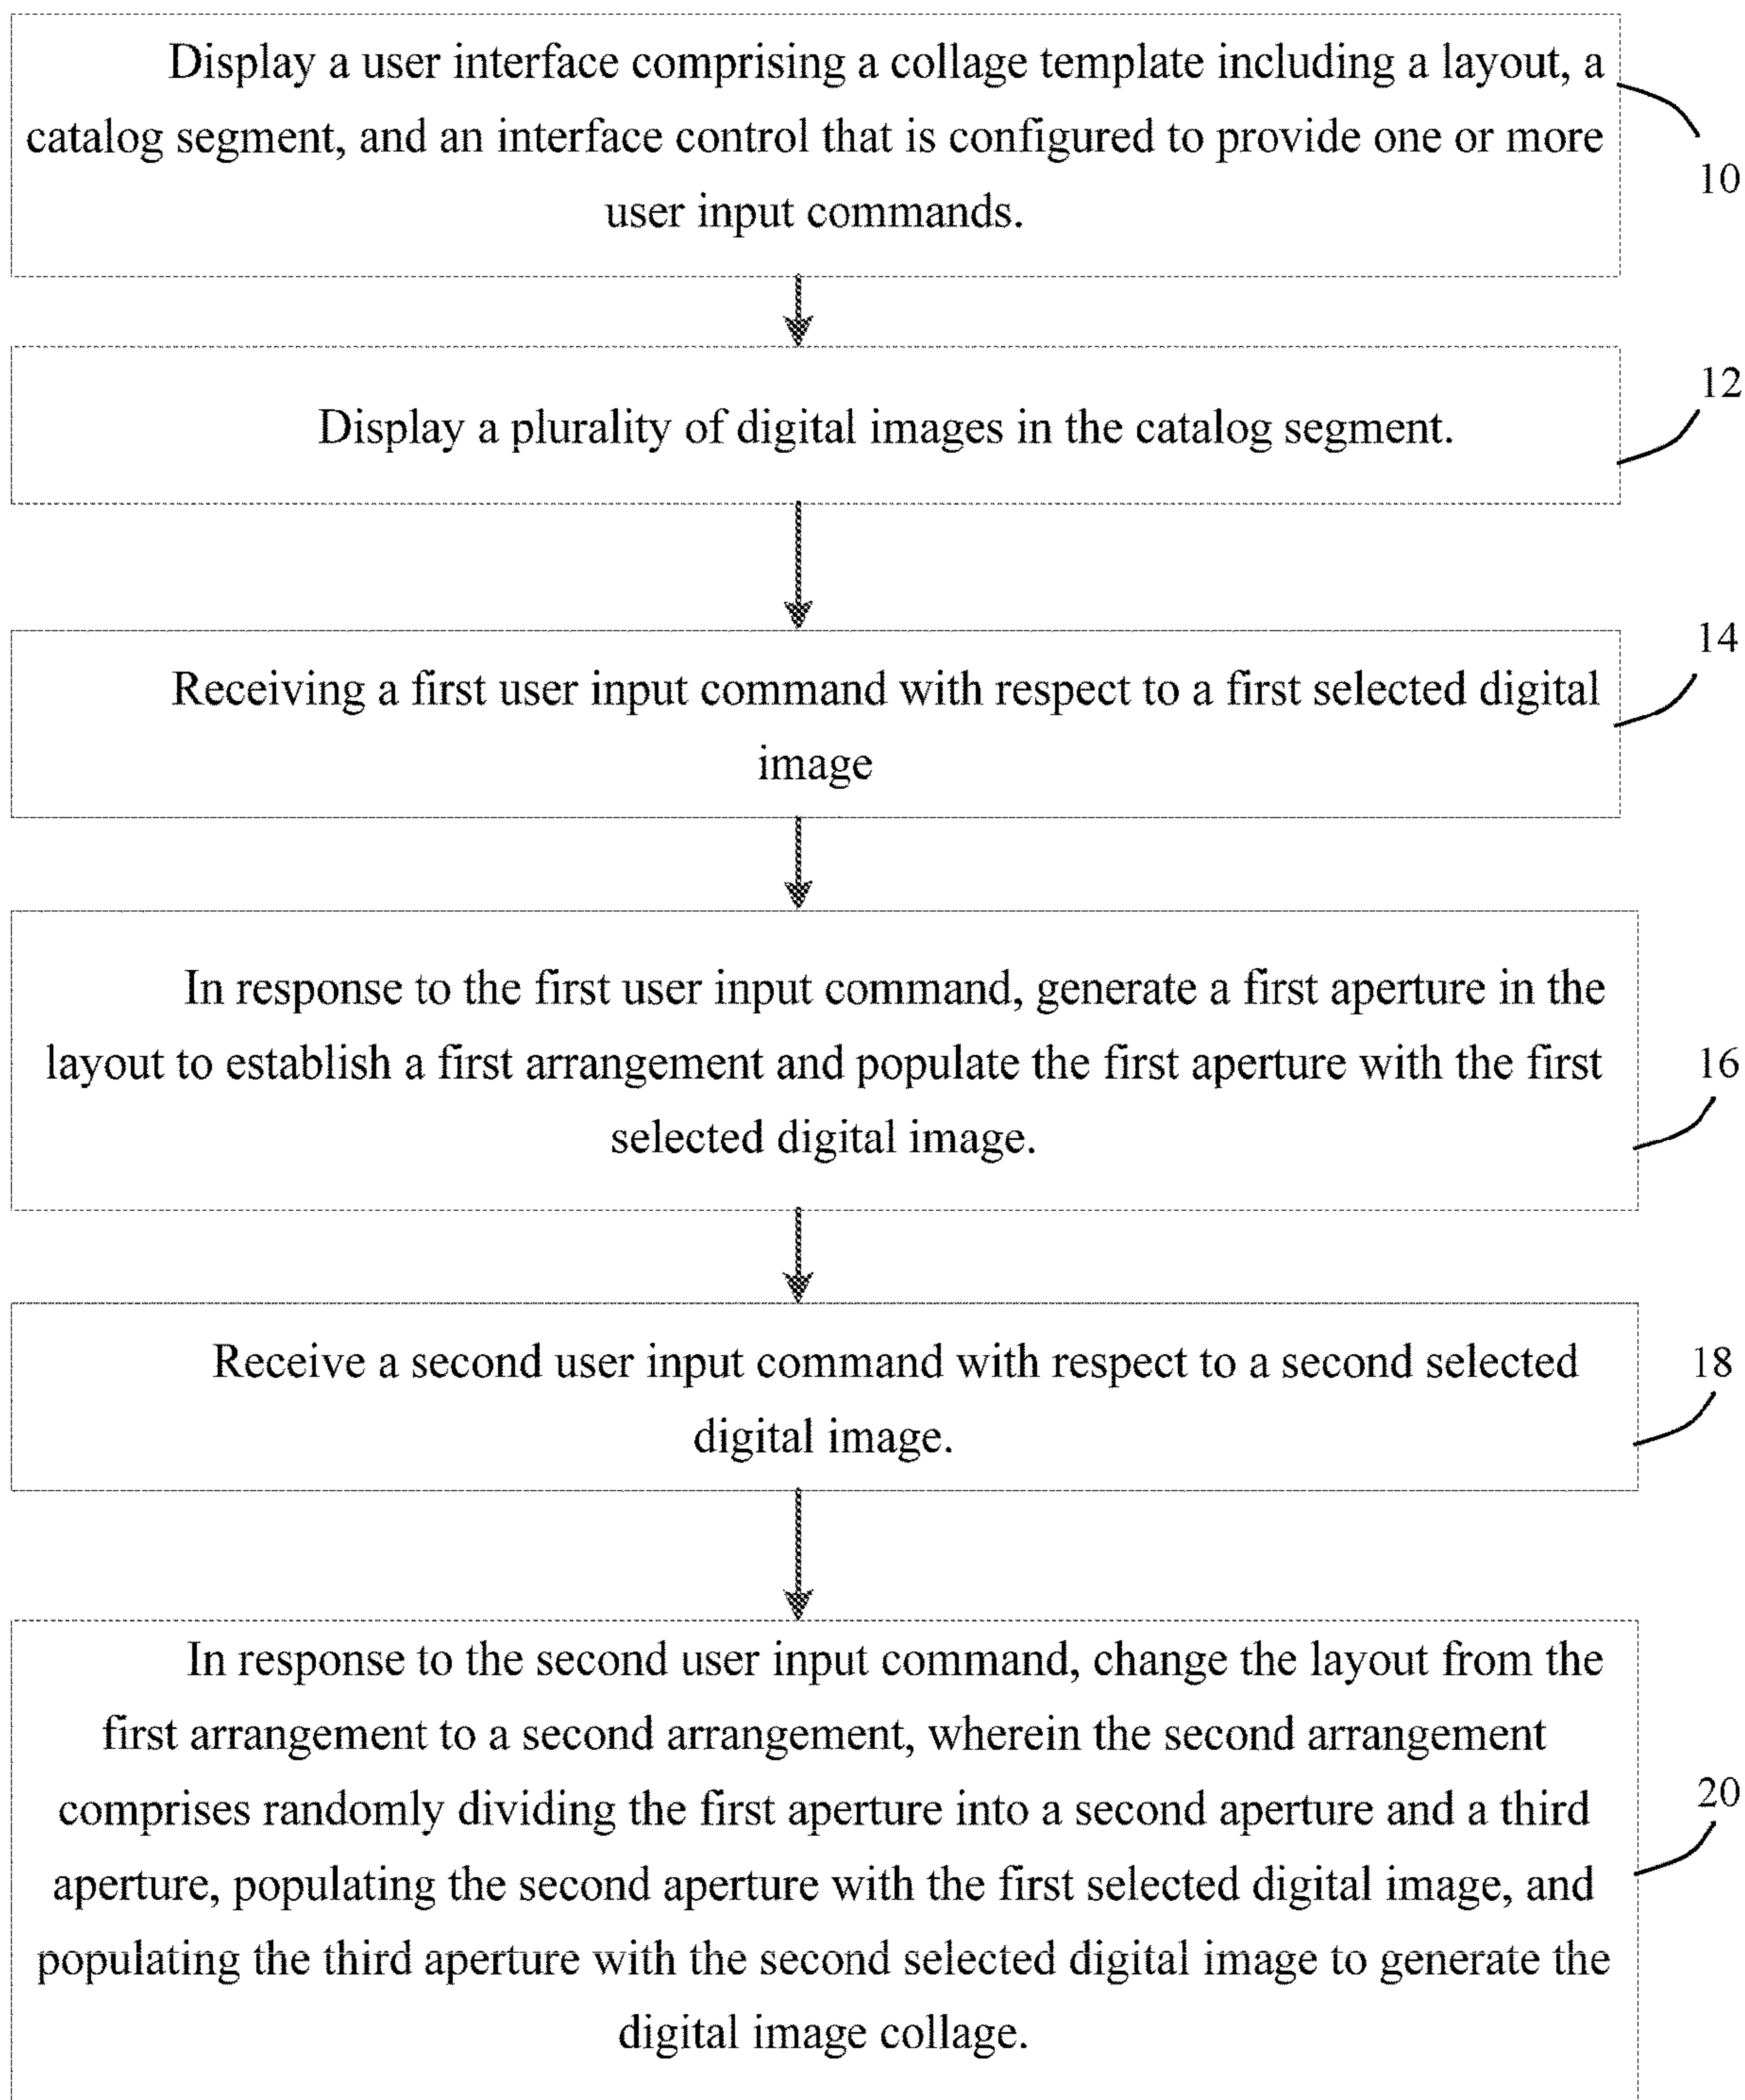 Display a user interface comprising a collage template including a layout, a
catalog segment, and an interface control that is configured to provide one or more
user input commands.
10
Display a plurality of digital images in the catalog segment.
12
Receiving a first user input command with respect to a first selected digital
image
14
In response to the first user input command, generate a first aperture in the
layout to establish a first arrangement and populate the first aperture with the first
selected digital image.
16
Receive a second user input command with respect to a second selected
digital image.
18
In response to the second user input command, change the layout from the
first arrangement to a second arrangement, wherein the second arrangement
comprises randomly dividing the first aperture into a second aperture and a third
aperture, populating the second aperture with the first selected digital image, and
populating the third aperture with the second selected digital image to generate the
digital image collage.
20